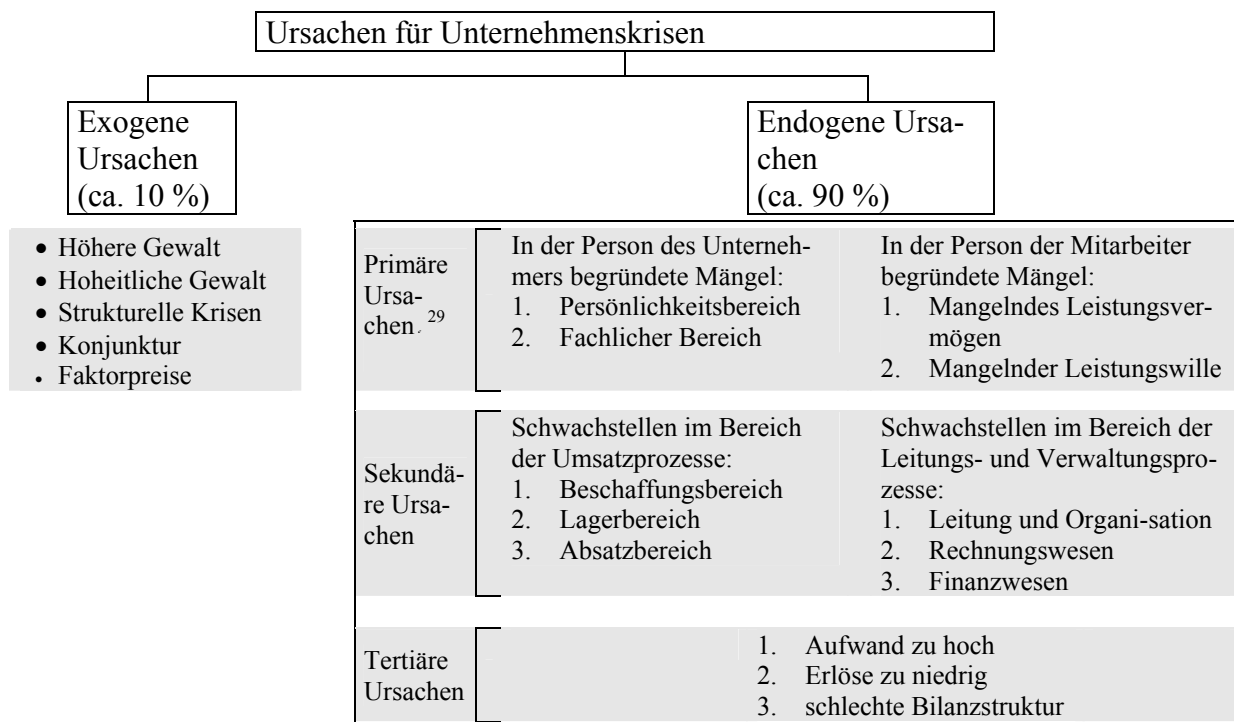 Ursachen für Unternehmenskrisen
Exogene
Ursachen
(ca. 10 %)
Endogene Ursa-
chen
(ca. 90 %)
• Höhere Gewalt
• Hoheitliche Gewalt
• Strukturelle Krisen
• Konjunktur
• Faktorpreise
Primäre
Ursa-
chen. 29
In der Person des Unterneh-
mers begründete Mängel:
1. Persönlichkeitsbereich
2. Fachlicher Bereich
In der Person der Mitarbeiter
begründete Mängel:
1. Mangelndes Leistungsver-
mögen
2. Mangelnder Leistungswille
Sekundä-
re Ursa-
chen
Schwachstellen im Bereich
der Umsatzprozesse:
1. Beschaffungsbereich
2. Lagerbereich
3. Absatzbereich
Schwachstellen im Bereich der
Leitungs- und Verwaltungspro-
zesse:
1. Leitung und Organi-sation
2. Rechnungswesen
3. Finanzwesen
Tertiäre
Ursachen
1. Aufwand zu hoch
2. Erlöse zu niedrig
3. schlechte Bilanzstruktur